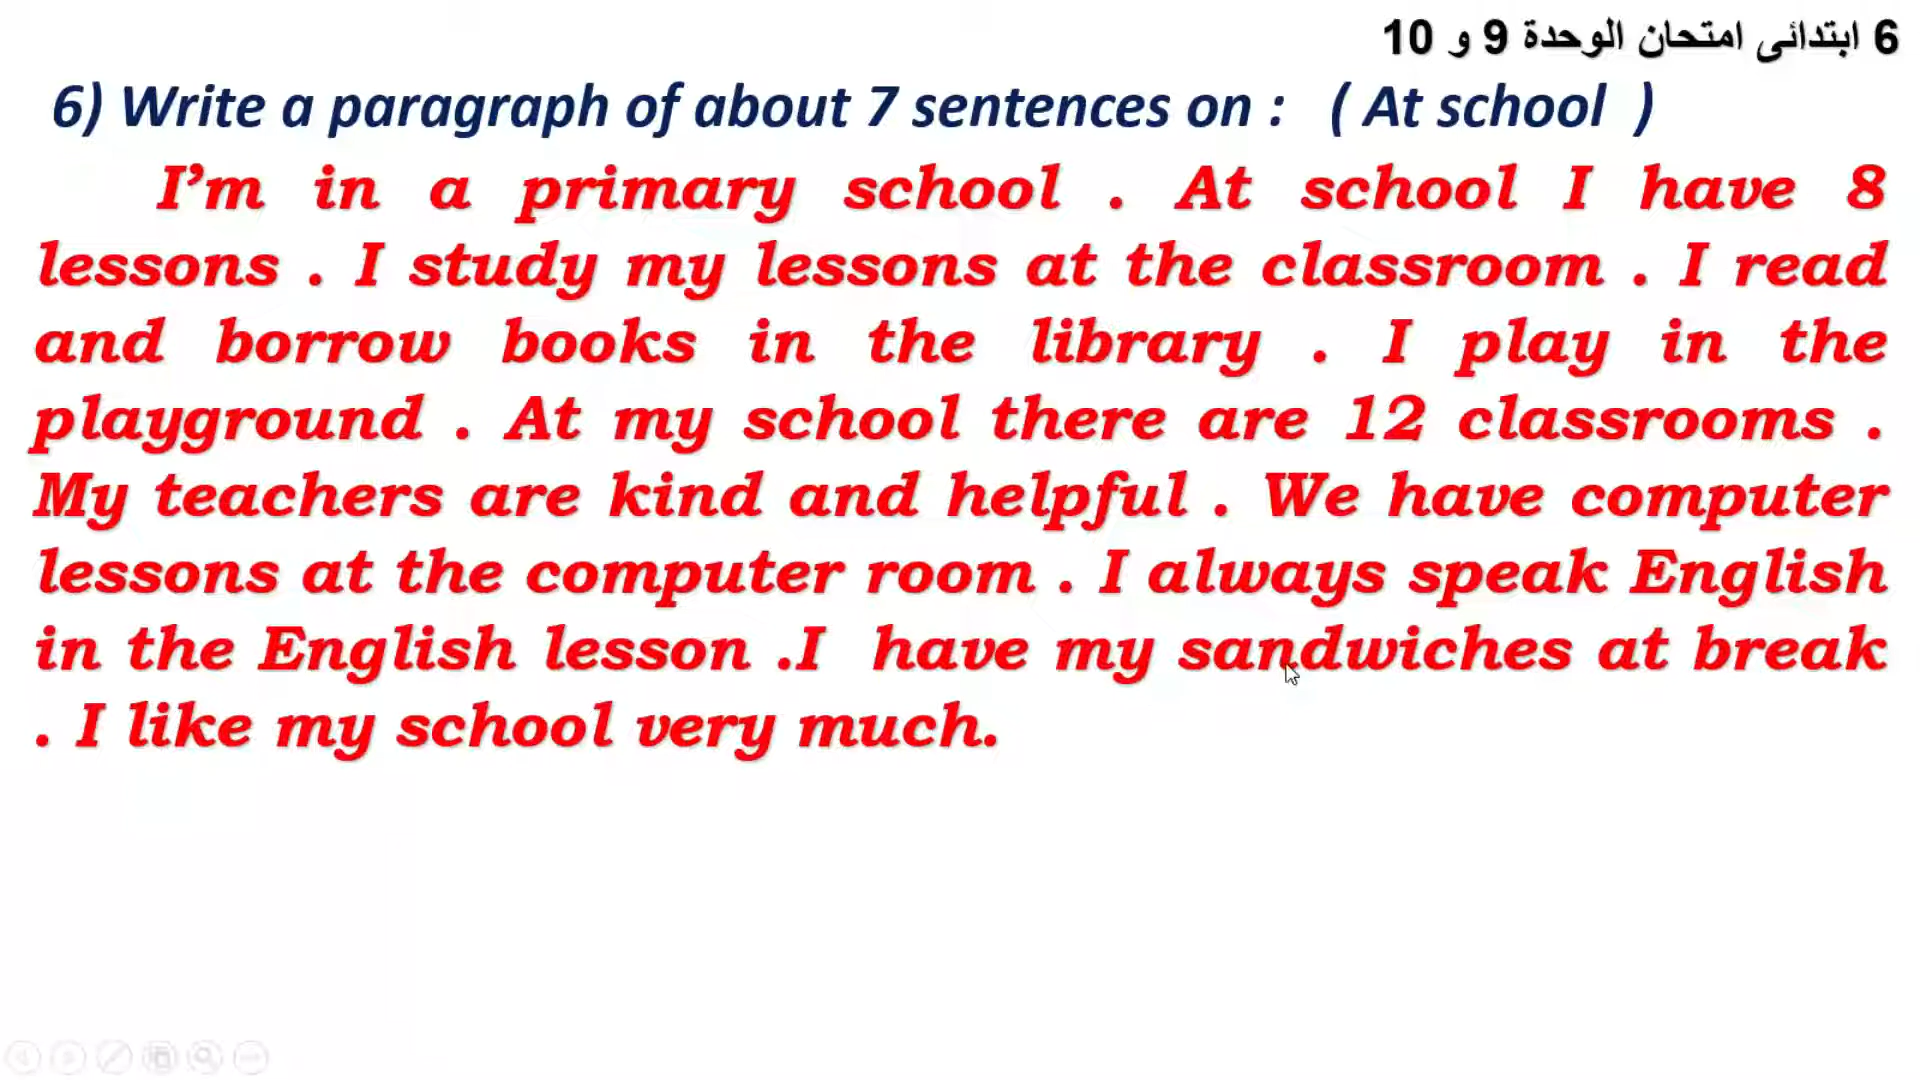 6 ابتدائى امتحان الوحدة 9 و 10
6) Write a paragraph of about 7 sentences on : ( At school )
I’m in a primary school . At school I have 8
lessons . I study my lessons at the classroom . I read
and borrow books in the library . I play in the
playground . At my school there are 12 classrooms .
My teachers are kind and helpful . We have computer
lessons at the computer room . I always speak English
in the English lesson .I have my sandwiches at break
. I like my school very much.